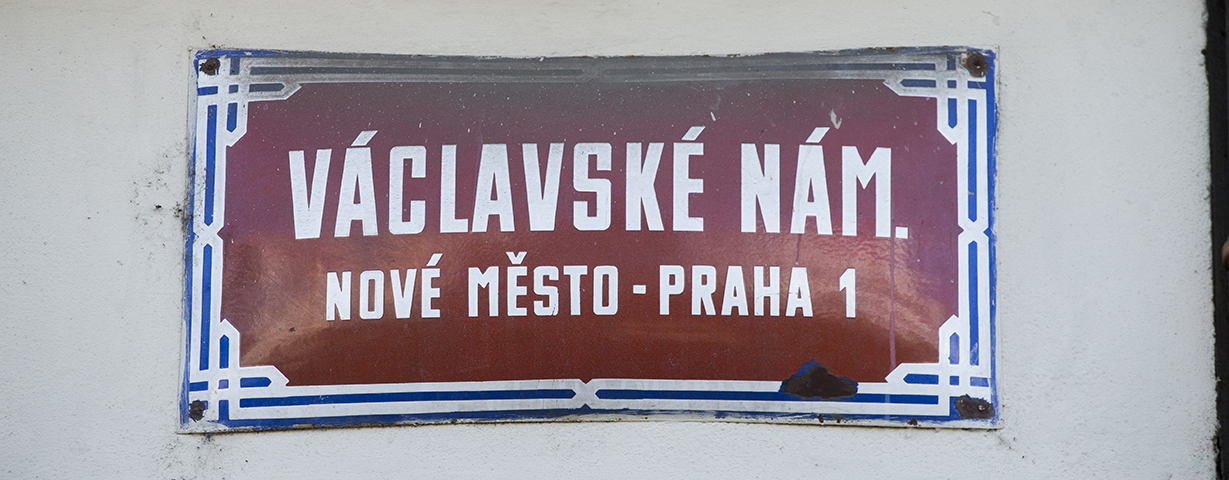 VÁCLAVSKÉ NÁM.
NOVÉ MĚSTO - PRAHA 1